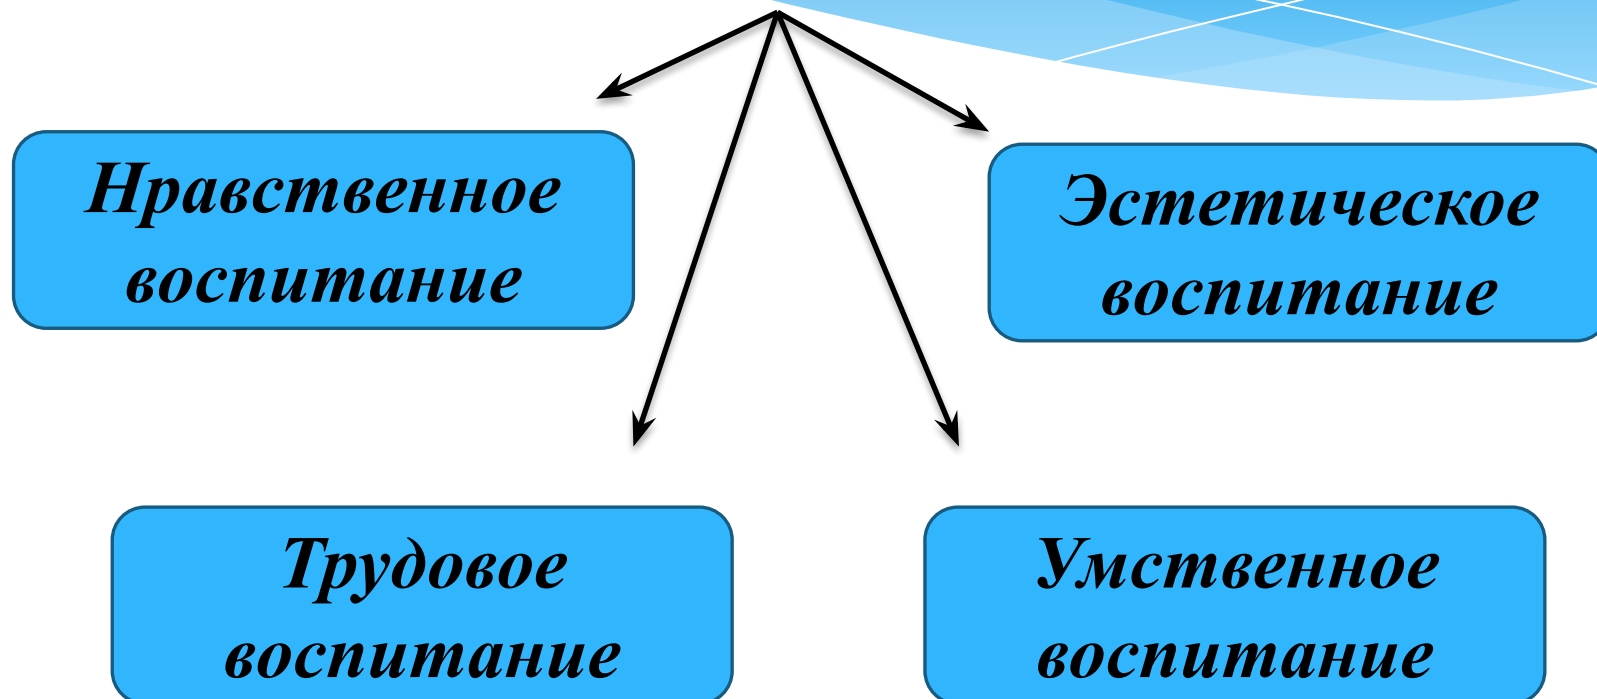 Нравственное
воспитание
Эстетическое
воспитание
Трудовое
воспитание
Умственное
воспитание